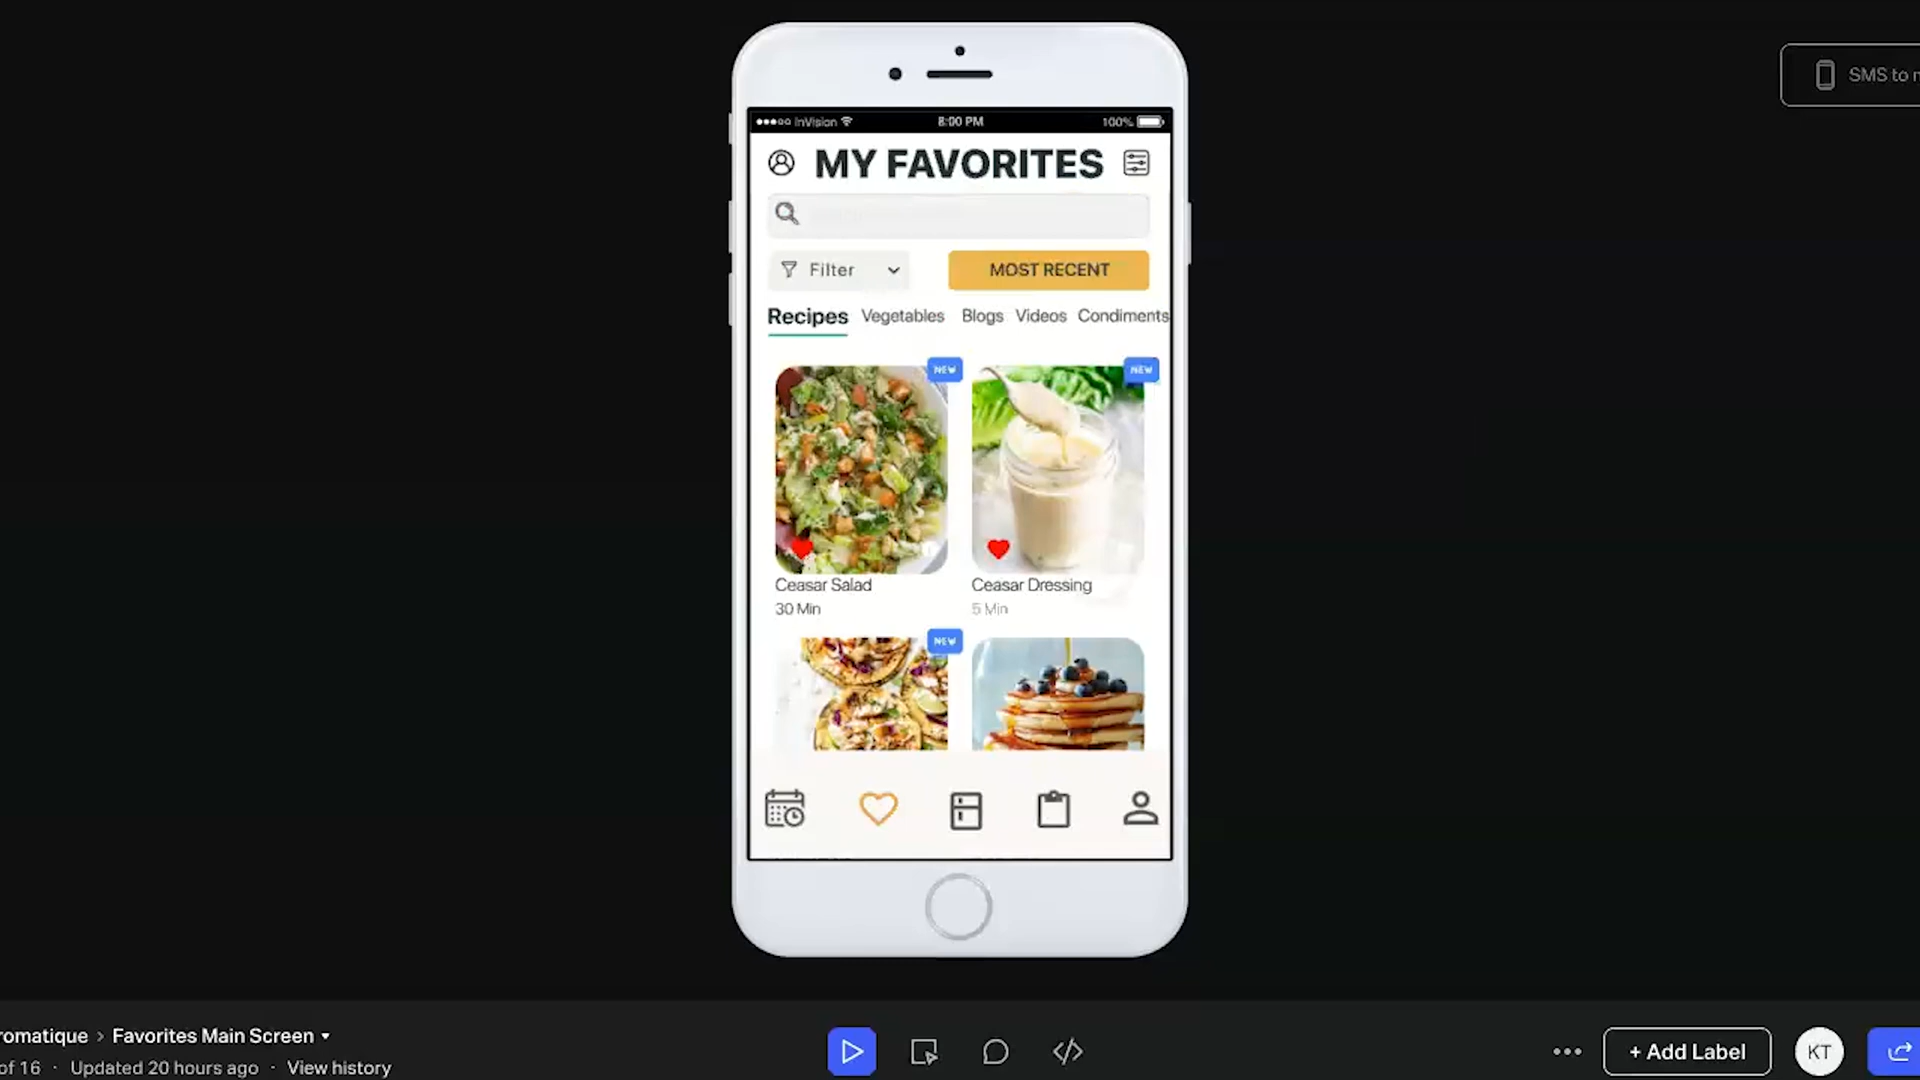 SMS to
InVision
8:00 PM
100%
MY FAVORITES
Filter
MOST RECENT
Recipes
Vegetables
Blogs
Videos
Condiments
NEW
NEW
Ceasar Salad
Ceasar Dressing
30 Min
5 Min
NEW
romatique > Favorites Main Screen
of 16 · Updated 20 hours ago · View history
+ Add Label
KT